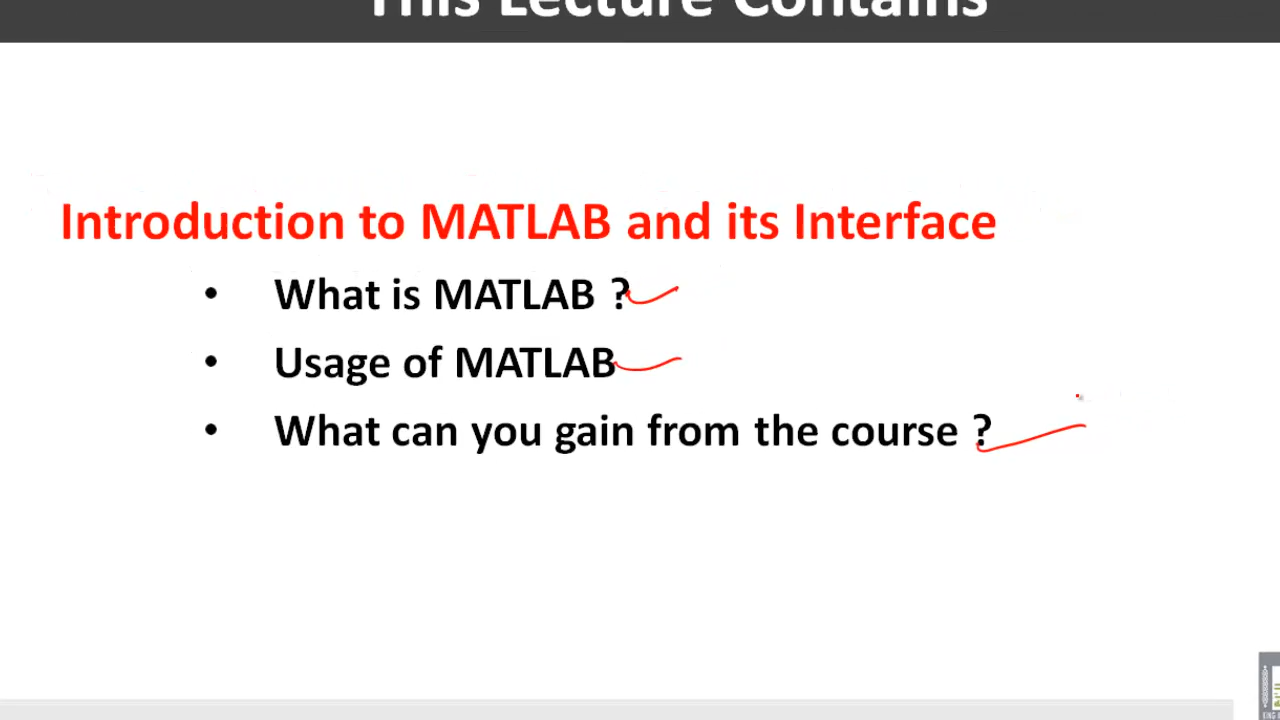 This Lecture Contains
Introduction to MATLAB and its Interface
• What is MATLAB ?
• Usage of MATLAB
• What can you gain from the course ?